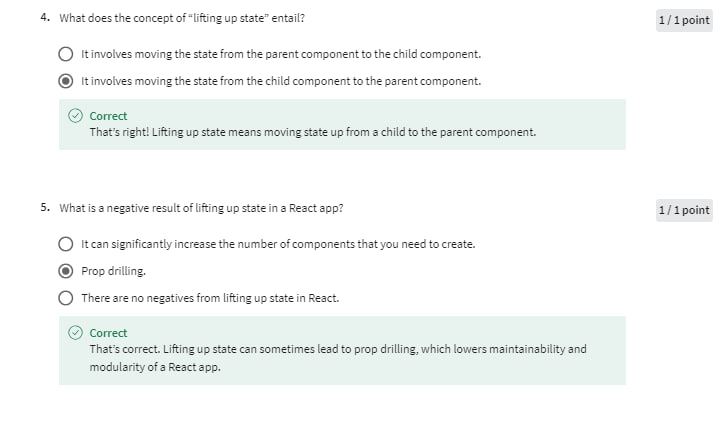 4. What does the concept of “lifting up state” entail?
1 / 1 point
It involves moving the state from the parent component to the child component.
It involves moving the state from the child component to the parent component.
Correct
That's right! Lifting up state means moving state up from a child to the parent component.
5. What is a negative result of lifting up state in a React app?
1 / 1 point
It can significantly increase the number of components that you need to create.
Prop drilling.
There are no negatives from lifting up state in React.
Correct
That's correct. Lifting up state can sometimes lead to prop drilling, which lowers maintainability and
modularity of a React app.